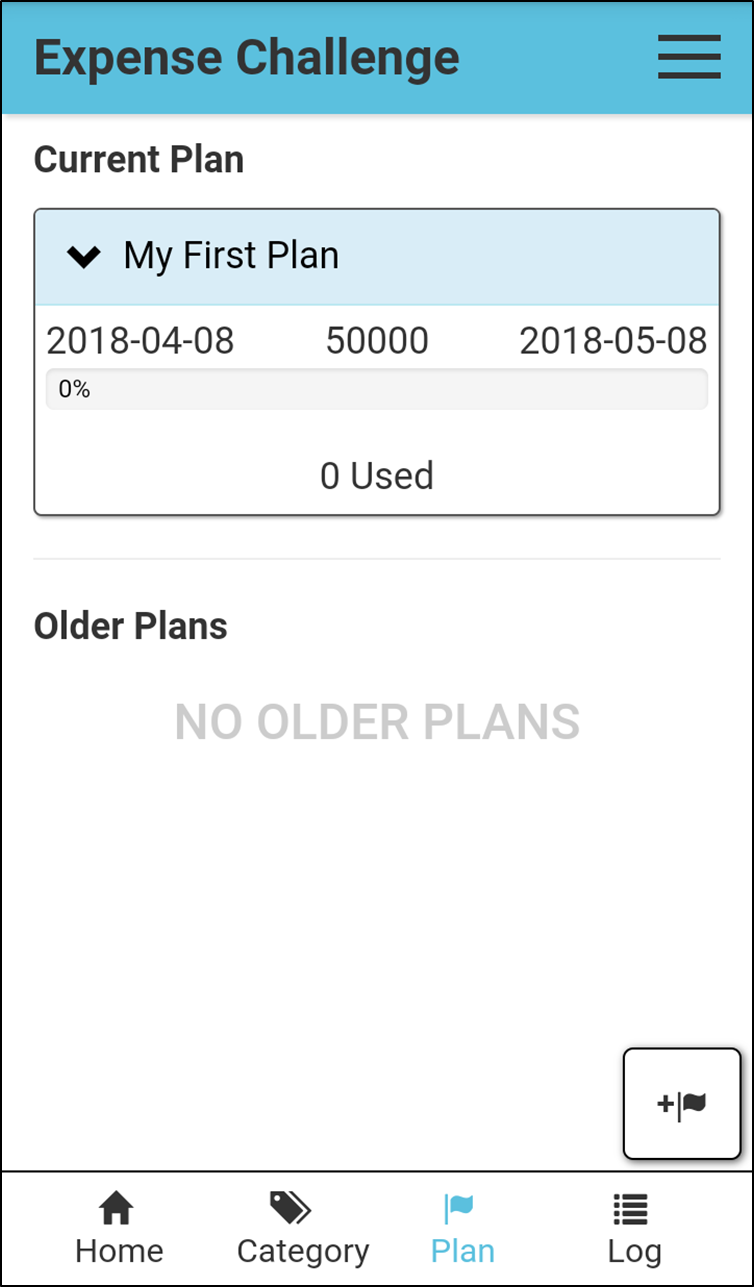 Expense Challenge
Current Plan
My First Plan
2018-04-08 50000 2018-05-08
0%
0 Used
Older Plans
NO OLDER PLANS
+
Home Category Plan Log